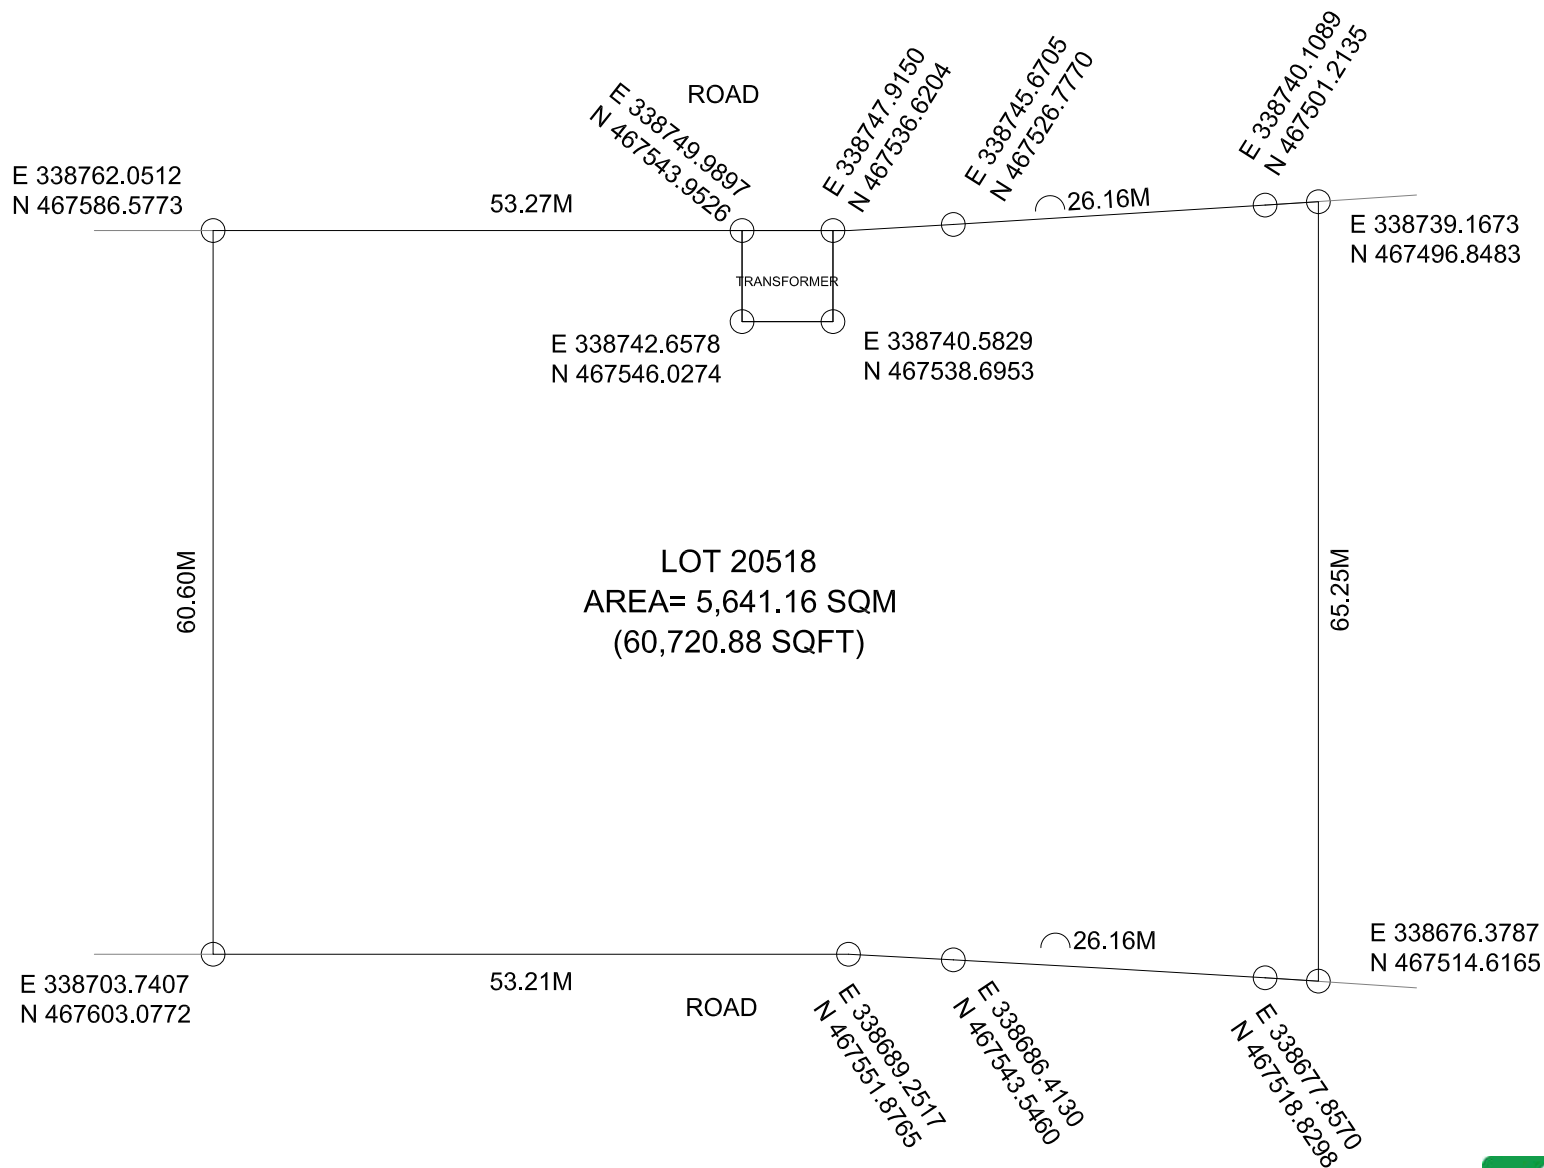 ROAD
E 338749.9897
N 467543.9526
E 338747.9150
N 467536.6204
E 338745.6705
N 467526.7770
E 338740.1089
N 467501.2135
E 338762.0512
N 467586.5773
53.27M
26.16M
E 338739.1673
N 467496.8483
TRANSFORMER
E 338742.6578
N 467546.0274
E 338740.5829
N 467538.6953
60.60M
LOT 20518
AREA= 5,641.16 SQM
(60,720.88 SQFT)
65.25M
26.16M
E 338676.3787
N 467514.6165
E 338703.7407
N 467603.0772
53.21M
ROAD
E 338689.2517
N 467551.8765
E 338686.4130
N 467543.5460
E 338677.8570
N 467518.8298